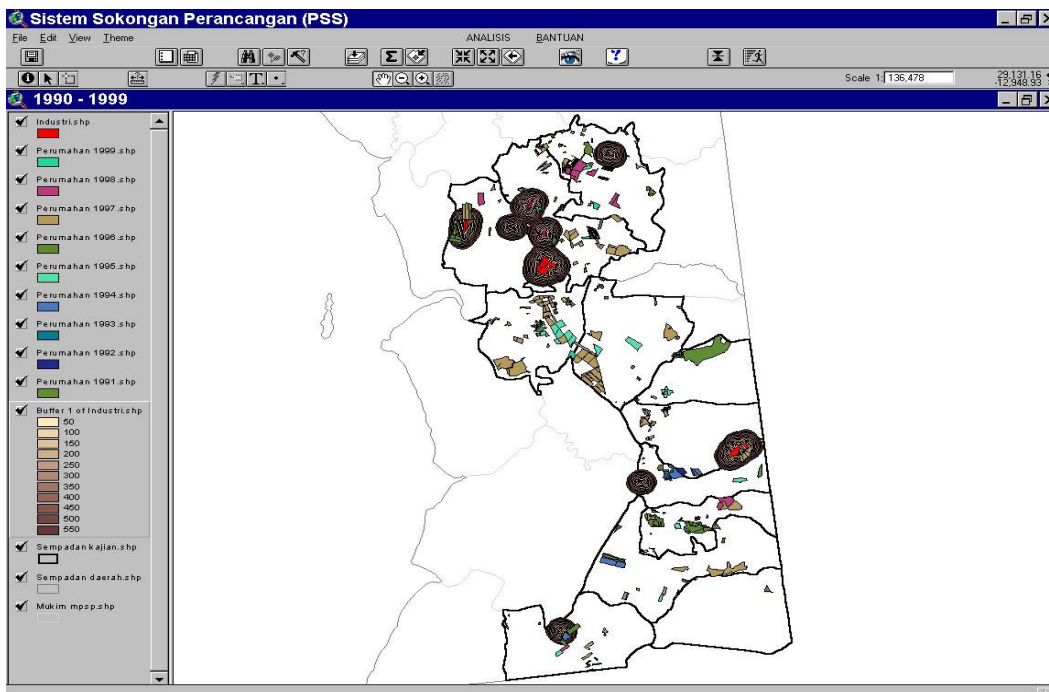 Sistem Sokongan Perancangan (PSS)
File Edit View Theme ANALISIS BANTUAN
Scale 1: 136,478
29,131.16
-12,948.93
1990 - 1999
Industri.shp
Perumahan 1999.shp
Perumahan 1998.shp
Perumahan 1997.shp
Perumahan 1996.shp
Perumahan 1995.shp
Perumahan 1994.shp
Perumahan 1993.shp
Perumahan 1992.shp
Perumahan 1991.shp
Buffer 1 of Industri.shp
50
100
150
200
250
300
350
400
450
500
550
Sempadan kajian.shp
Sempadan daerah.shp
Mukim mpsp.shp